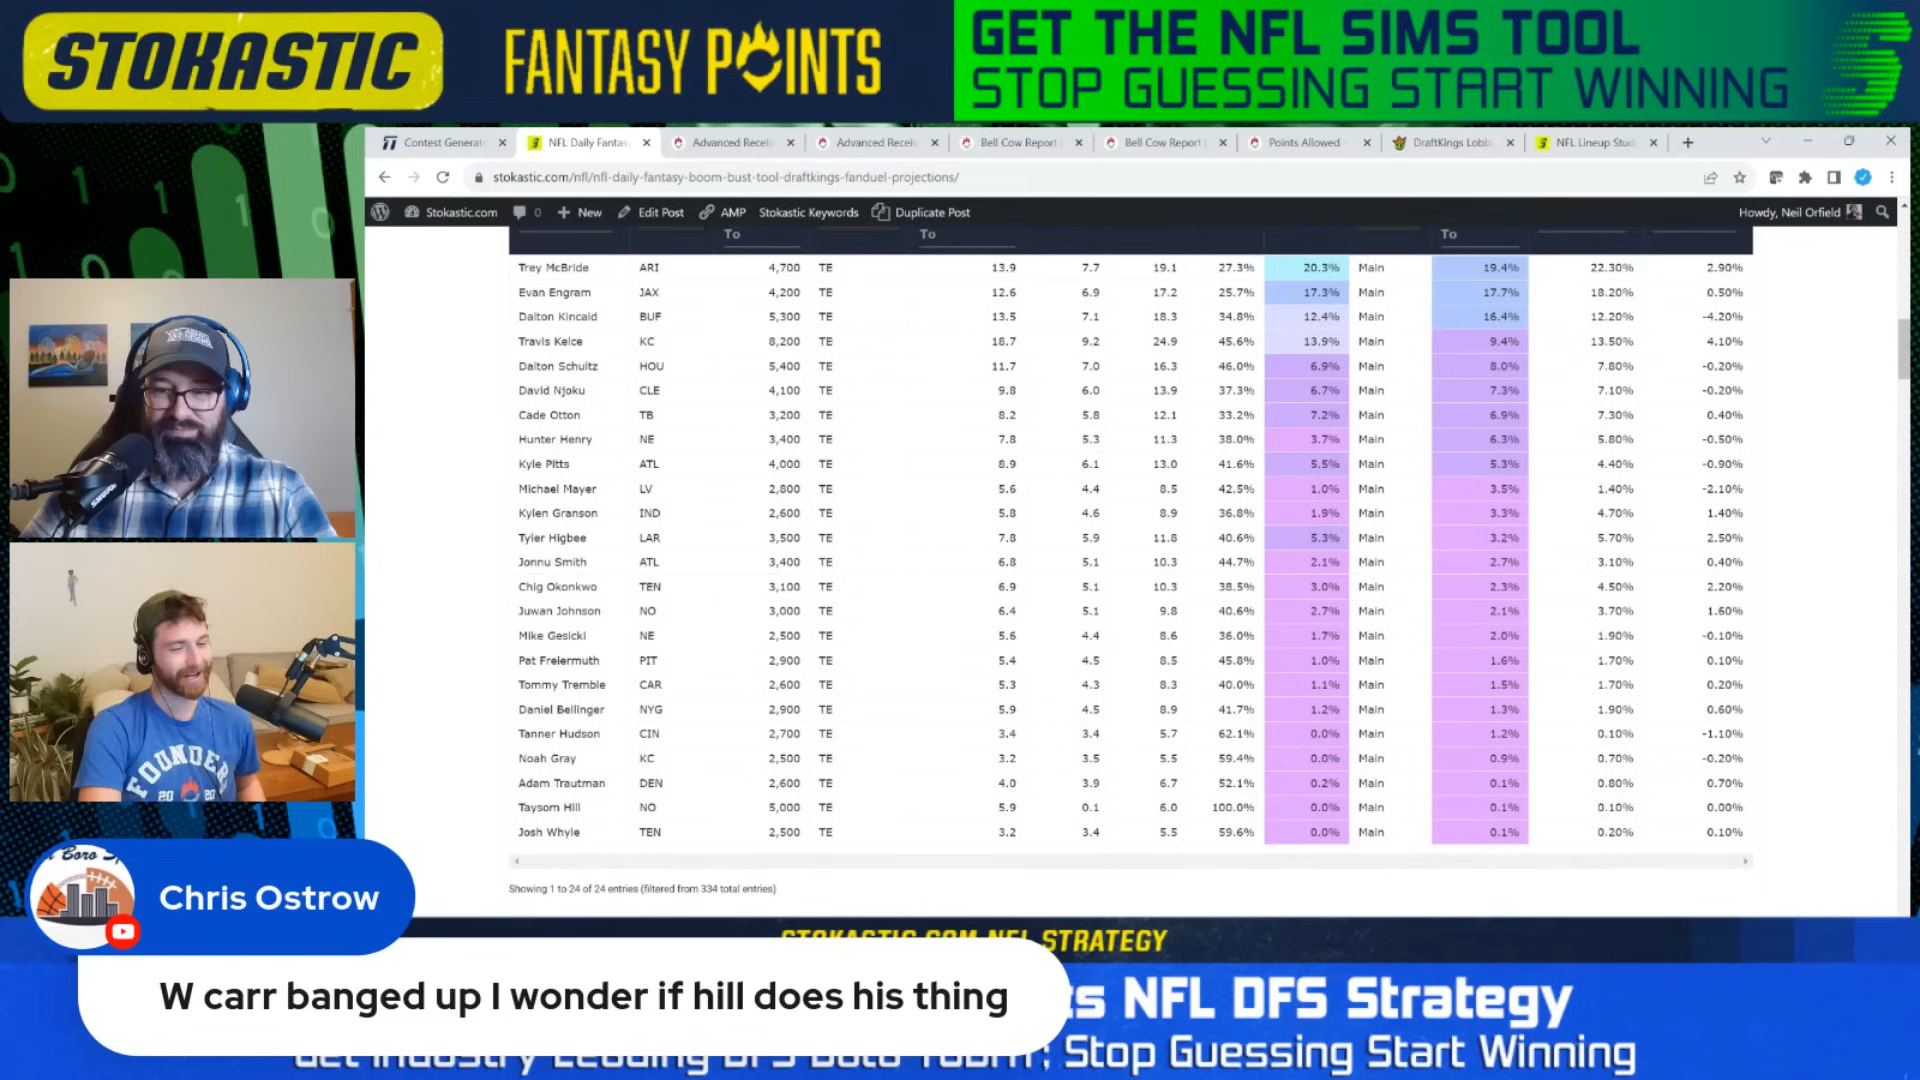 STOKASTIC
FANTASY POINTS
GET THE NFL SIMS TOOL
STOP GUESSING START WINNING
Contest Generat
NFL Daily Fantas
Advanced Recei
Advanced Receiv
Bell Cow Report
Bell Cow Report
Points Allowed
DraftKings Lobb
NFL Lineup Stud
stokastic.com/nfl/nfl-daily-fantasy-boom-bust-tool-draftkings-fanduel-projections/
Stokastic.com 0 New Edit Post AMP Stokastic Keywords Duplicate Post Howdy, Neil Orfield
To To To
Trey McBride ARI 4,700 TE 13.9 7.7 19.1 27.3% 20.3% Main 19.4% 22.30% 2.90%
Evan Engram JAX 4,200 TE 12.6 6.9 17.2 25.7% 17.3% Main 17.7% 18.20% 0.50%
Dalton Kincaid BUF 5,300 TE 13.5 7.1 18.3 34.8% 12.4% Main 16.4% 12.20% -4.20%
Travis Kelce KC 8,200 TE 18.7 9.2 24.9 45.6% 13.9% Main 9.4% 13.50% 4.10%
Dalton Schultz HOU 5,400 TE 11.7 7.0 16.3 46.0% 6.9% Main 8.0% 7.80% -0.20%
David Njoku CLE 4,100 TE 9.8 6.0 13.9 37.3% 6.7% Main 7.3% 7.10% -0.20%
Cade Otton TB 3,200 TE 8.2 5.8 12.1 33.2% 7.2% Main 6.9% 7.30% 0.40%
Hunter Henry NE 3,400 TE 7.8 5.3 11.3 38.0% 3.7% Main 6.3% 5.80% -0.50%
Kyle Pitts ATL 4,000 TE 8.9 6.1 13.0 41.6% 5.5% Main 5.3% 4.40% -0.90%
Michael Mayer LV 2,800 TE 5.6 4.4 8.5 42.5% 1.0% Main 3.5% 1.40% -2.10%
Kylen Granson IND 2,600 TE 5.8 4.6 8.9 36.8% 1.9% Main 3.3% 4.70% 1.40%
Tyler Higbee LAR 3,500 TE 7.8 5.9 11.8 40.6% 5.3% Main 3.2% 5.70% 2.50%
Jonnu Smith ATL 3,400 TE 6.8 5.1 10.3 44.7% 2.1% Main 2.7% 3.10% 0.40%
Chig Okonkwo TEN 3,100 TE 6.9 5.1 10.3 38.5% 3.0% Main 2.3% 4.50% 2.20%
Juwan Johnson NO 3,000 TE 6.4 5.1 9.8 40.6% 2.7% Main 2.1% 3.70% 1.60%
Mike Gesicki NE 2,500 TE 5.6 4.4 8.6 36.0% 1.7% Main 2.0% 1.90% -0.10%
Pat Freiermuth PIT 2,900 TE 5.4 4.5 8.5 45.8% 1.0% Main 1.6% 1.70% 0.10%
Tommy Tremble CAR 2,600 TE 5.3 4.3 8.3 40.0% 1.1% Main 1.5% 1.70% 0.20%
Daniel Bellinger NYG 2,900 TE 5.9 4.5 8.9 41.7% 1.2% Main 1.3% 1.90% 0.60%
Tanner Hudson CIN 2,700 TE 3.4 3.4 5.7 62.1% 0.0% Main 1.2% 0.10% -1.10%
Noah Gray KC 2,500 TE 3.2 3.5 5.5 59.4% 0.0% Main 0.9% 0.70% -0.20%
Adam Trautman DEN 2,600 TE 4.0 3.9 6.7 52.1% 0.2% Main 0.1% 0.80% 0.70%
Taysom Hill NO 5,000 TE 5.9 0.1 6.0 100.0% 0.0% Main 0.1% 0.10% 0.00%
Josh Whyle TEN 2,500 TE 3.2 3.4 5.5 59.6% 0.0% Main 0.1% 0.20% 0.10%
Showing 1 to 24 of 24 entries (filtered from 334 total entries)
FOUNDERS
20 20
SHURE
Boro Sp
Chris Ostrow
W carr banged up I wonder if hill does his thing
STOKASTIC.COM NFL STRATEGY
ts NFL DFS Strategy
Get Industry Leading DFS Data Today; Stop Guessing Start Winning